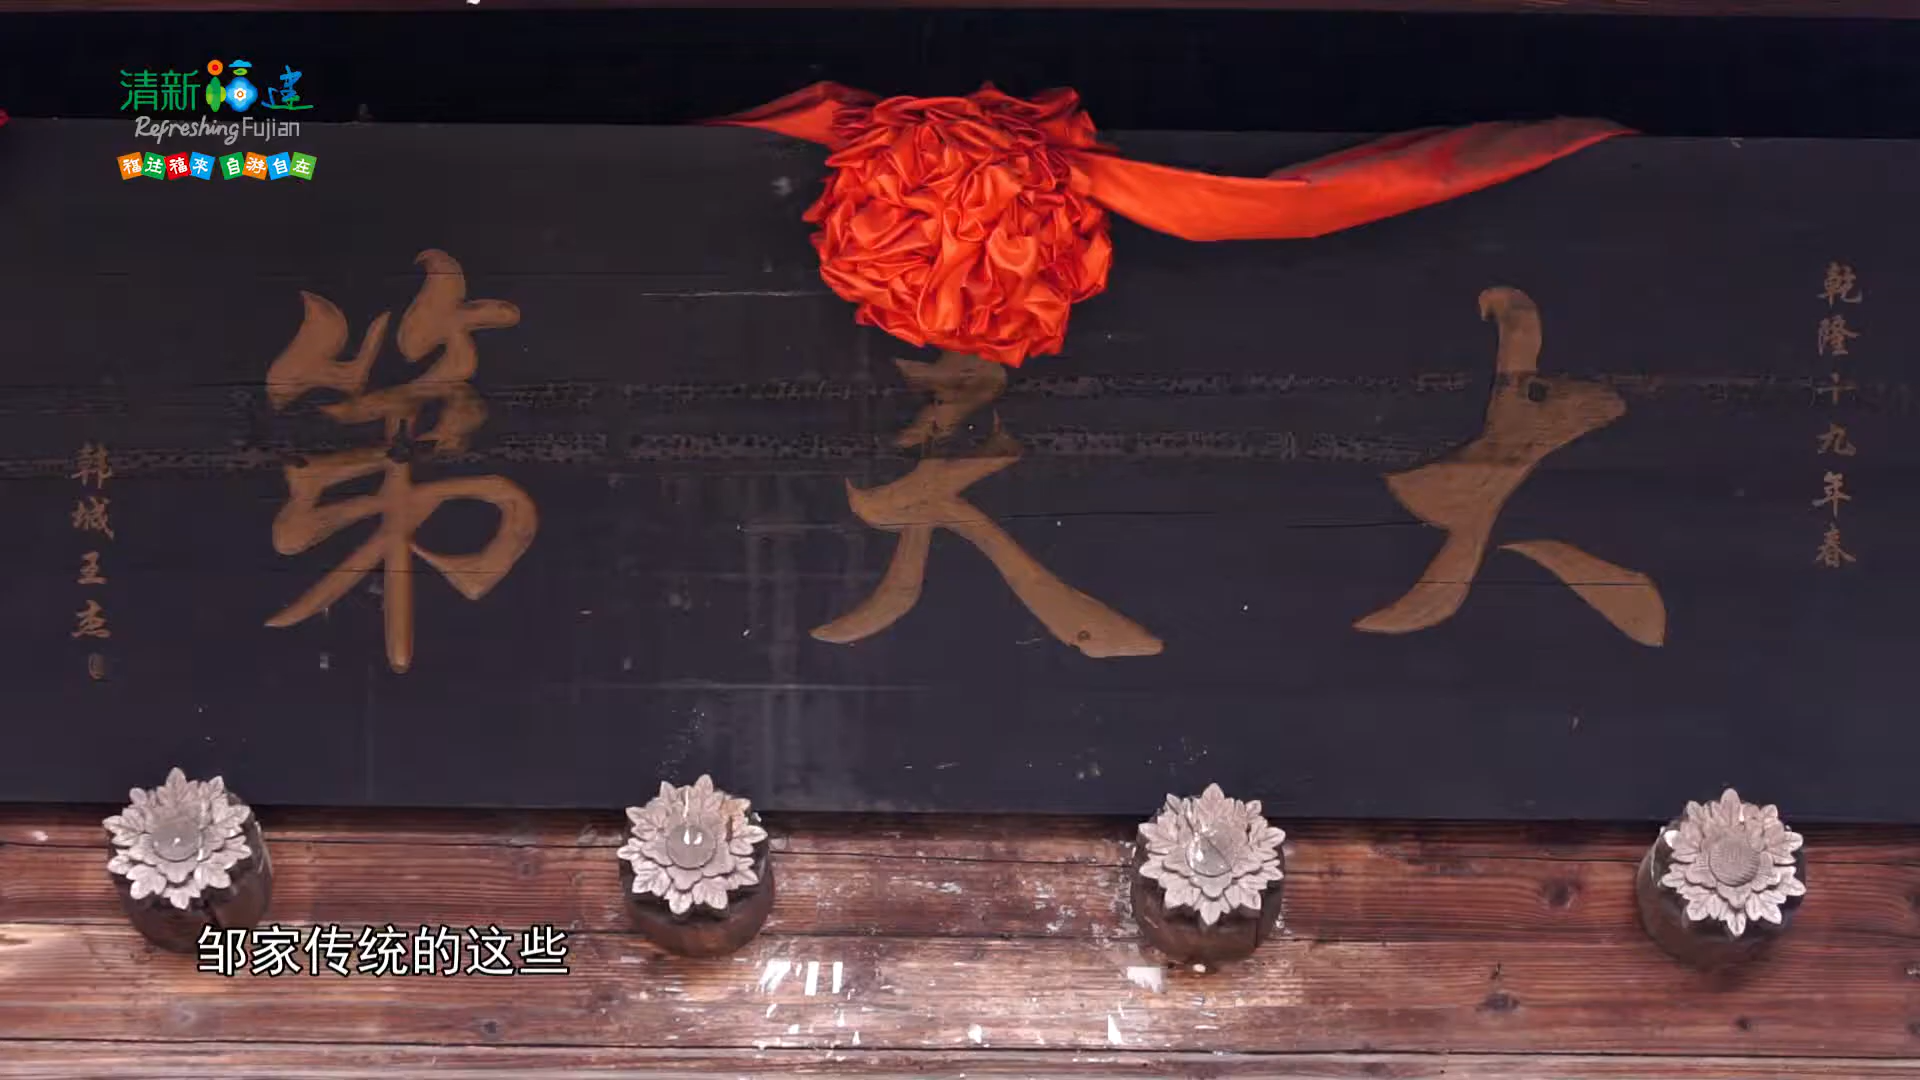 清新福建
Refreshing Fujian
福往福来 自游自在
乾隆十九年春
大夫第
韩城王杰
邹家传统的这些